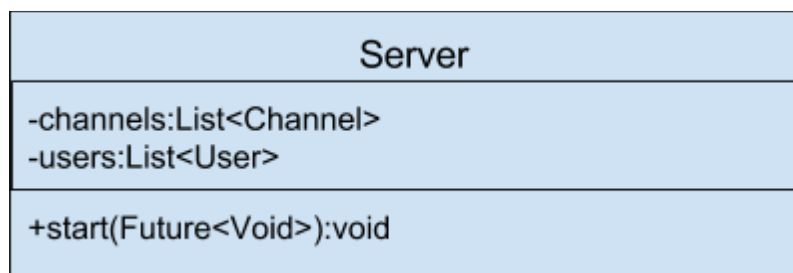 Server
-channels:List<Channel>
-users:List<User>
+start(Future<Void>):void